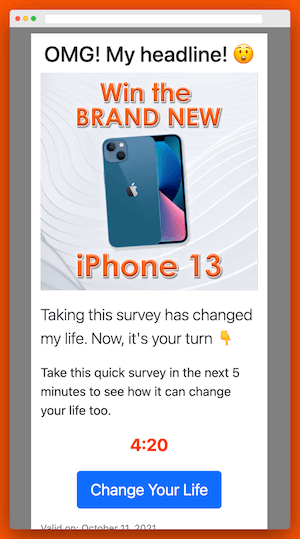 OMG! My headline! 😲
Win the
BRAND NEW
iPhone 13
Taking this survey has changed
my life. Now, it's your turn 👇
Take this quick survey in the next 5
minutes to see how it can change
your life too.
4:20
Change Your Life
Valid on: October 11, 2021